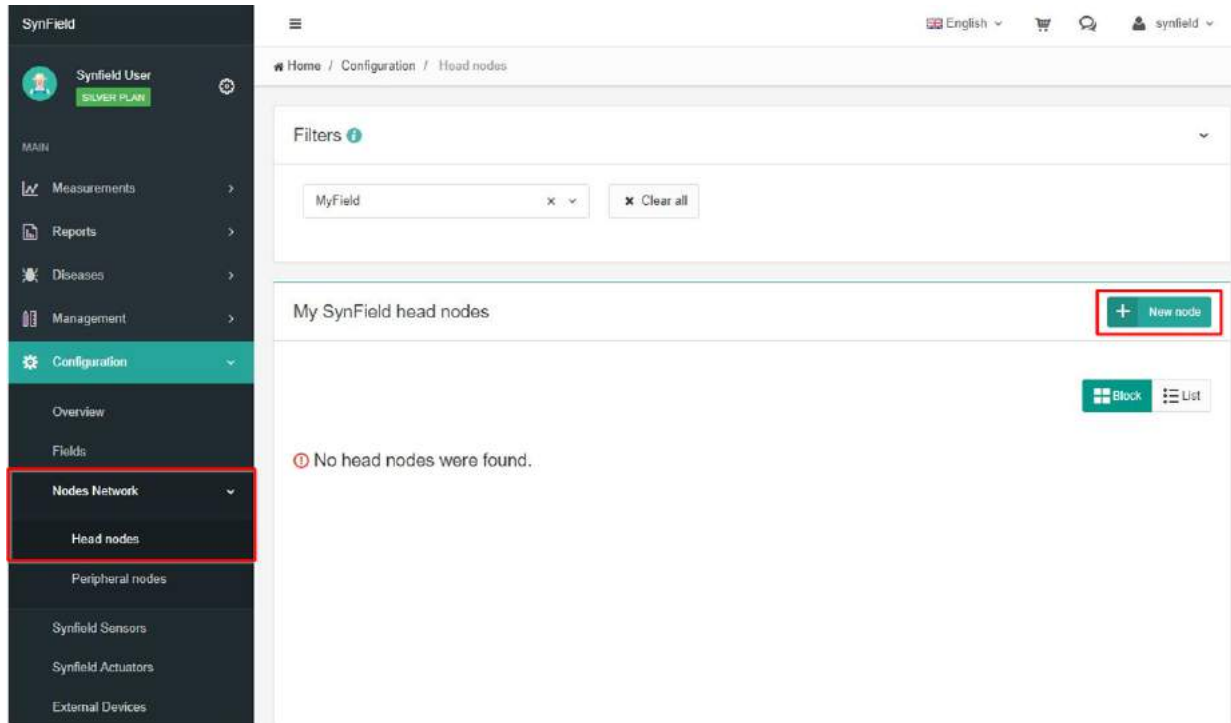 SynField
English
synfield
Synfield User
SILVER PLAN
Home / Configuration / Head nodes
MAIN
Filters
Measurements
MyField
Clear all
Reports
Diseases
Management
My SynField head nodes
New node
Configuration
Block
List
Overview
Fields
No head nodes were found.
Nodes Network
Head nodes
Peripheral nodes
Synfield Sensors
Synfield Actuators
External Devices